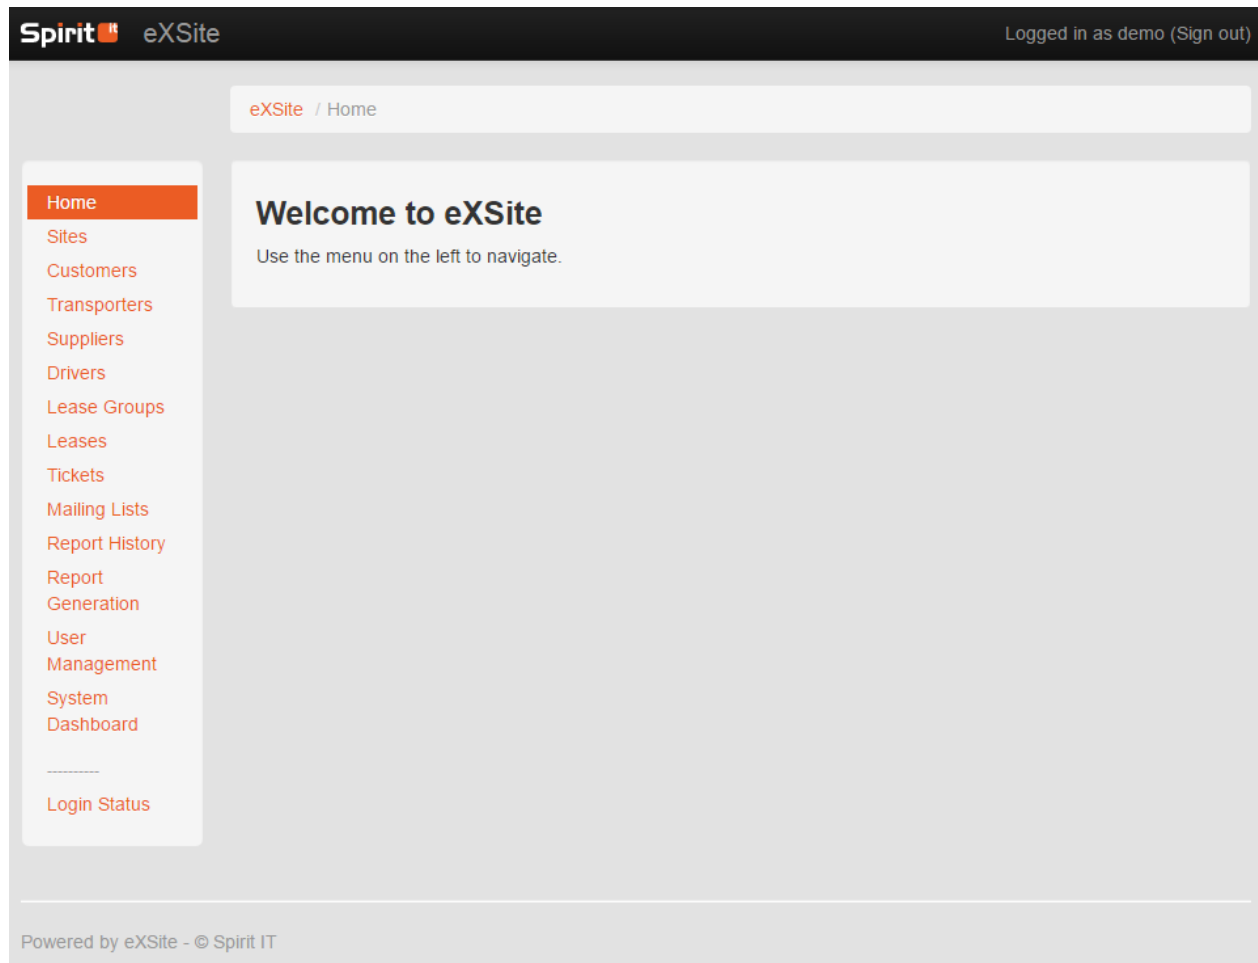 Spirit it eXSite Logged in as demo (Sign out)
eXSite / Home
Home
Sites
Customers
Transporters
Suppliers
Drivers
Lease Groups
Leases
Tickets
Mailing Lists
Report History
Report
Generation
User
Management
System
Dashboard
----------
Login Status
Welcome to eXSite
Use the menu on the left to navigate.
Powered by eXSite - © Spirit IT